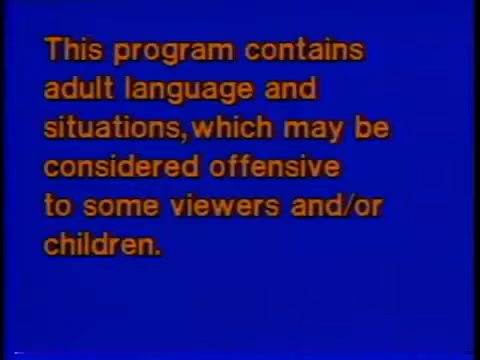 This program contains
adult language and
situations, which may be
considered offensive
to some viewers and/or
children.